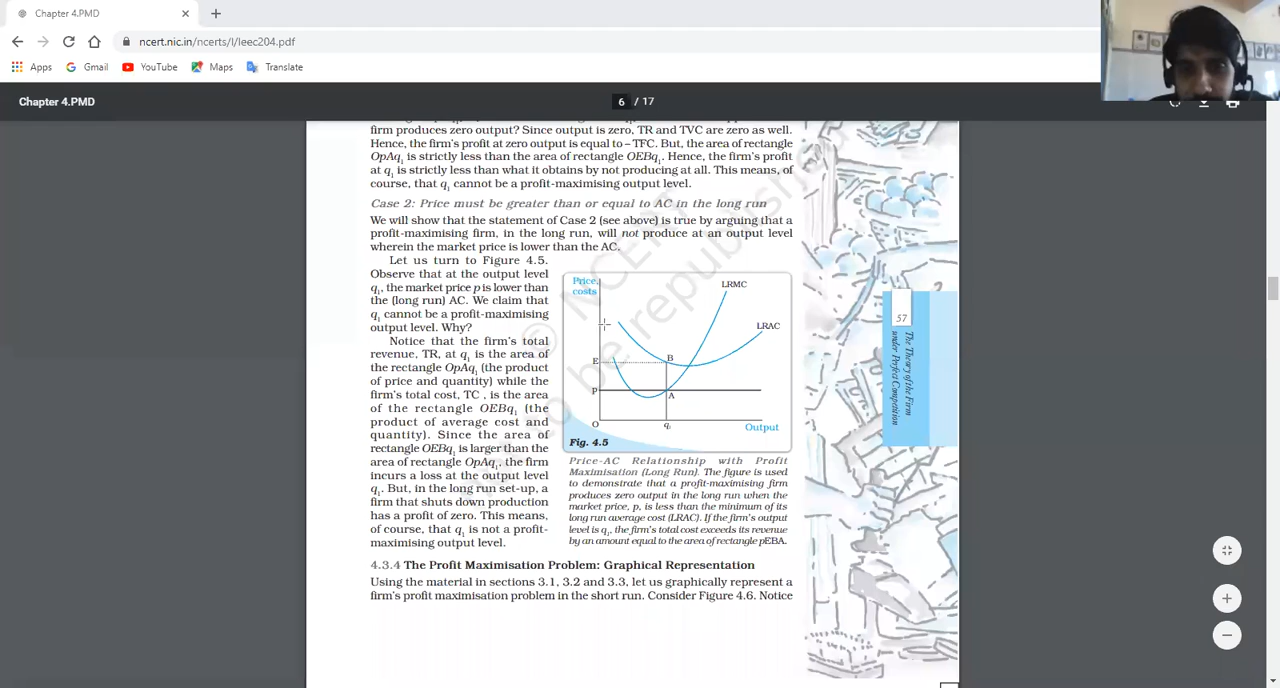 Chapter 4.PMD
ncert.nic.in/ncerts/l/leec204.pdf
Apps Gmail YouTube Maps Translate
Chapter 4.PMD
6 / 17
firm produces zero output? Since output is zero, TR and TVC are zero as well.
Hence, the firm's profit at zero output is equal to – TFC. But, the area of rectangle
OpAq1 is strictly less than the area of rectangle OEBq1. Hence, the firm's profit
at q1 is strictly less than what it obtains by not producing at all. This means, of
course, that q1 cannot be a profit-maximising output level.
Case 2: Price must be greater than or equal to AC in the long run
We will show that the statement of Case 2 (see above) is true by arguing that a
profit-maximising firm, in the long run, will not produce at an output level
wherein the market price is lower than the AC.
Let us turn to Figure 4.5.
Observe that at the output level
q1, the market price p is lower than
the (long run) AC. We claim that
q1 cannot be a profit-maximising
output level. Why?
Notice that the firm's total
revenue, TR, at q1 is the area of
the rectangle OpAq1 (the product
of price and quantity) while the
firm's total cost, TC , is the area
of the rectangle OEBq1 (the
product of average cost and
quantity). Since the area of
rectangle OEBq1 is larger than the
area of rectangle OpAq1, the firm
incurs a loss at the output level
q1. But, in the long run set-up, a
firm that shuts down production
has a profit of zero. This means,
of course, that q1 is not a profit-
maximising output level.
Price,
costs
LRMC
LRAC
E
B
p
A
O
q1
Output
Fig. 4.5
Price-AC Relationship with Profit
Maximisation (Long Run). The figure is used
to demonstrate that a profit-maximising firm
produces zero output in the long run when the
market price, p, is less than the minimum of its
long run average cost (LRAC). If the firm's output
level is q1, the firm's total cost exceeds its revenue
by an amount equal to the area of rectangle pEBA.
4.3.4 The Profit Maximisation Problem: Graphical Representation
Using the material in sections 3.1, 3.2 and 3.3, let us graphically represent a
firm's profit maximisation problem in the short run. Consider Figure 4.6. Notice
57
The Theory of the Firm
under Perfect Competition
© NCERT
to be republished